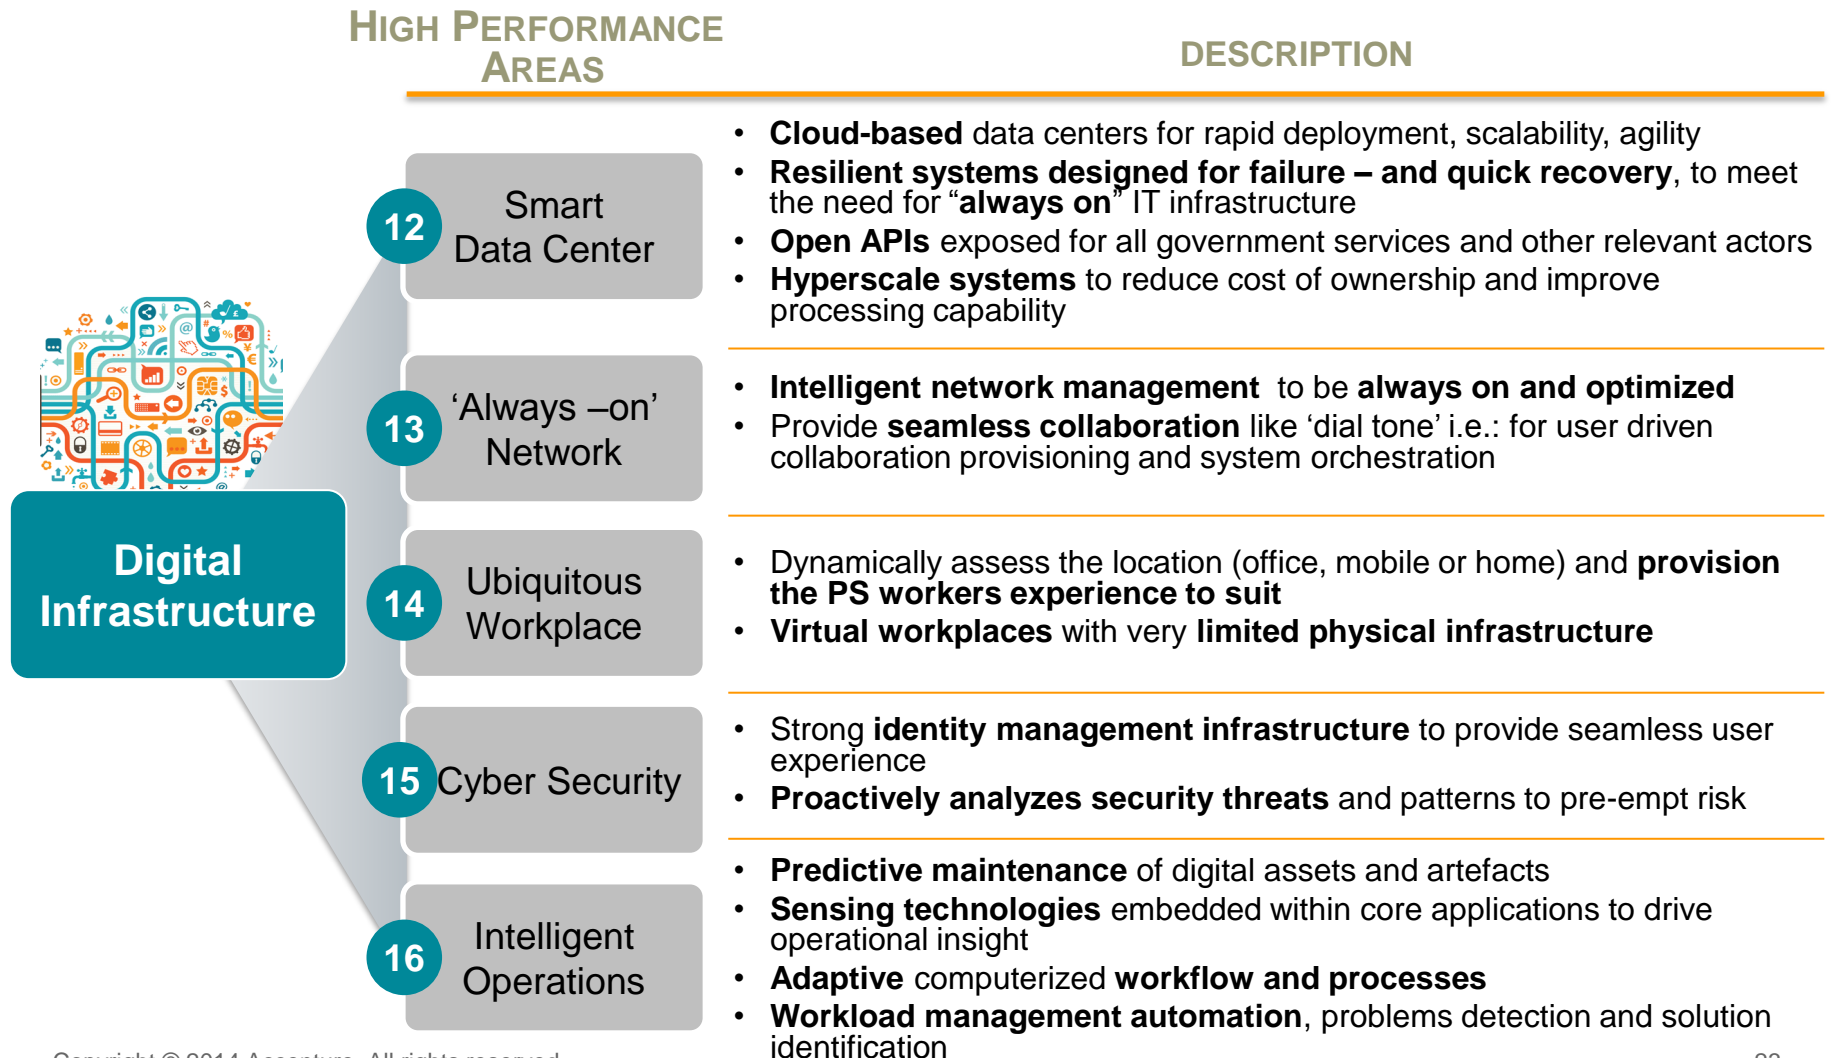 HIGH PERFORMANCE
AREAS
DESCRIPTION
12
Smart
Data Center
• Cloud-based data centers for rapid deployment, scalability, agility
• Resilient systems designed for failure – and quick recovery, to meet
the need for “always on” IT infrastructure
• Open APIs exposed for all government services and other relevant actors
• Hyperscale systems to reduce cost of ownership and improve
processing capability
13
‘Always –on’
Network
• Intelligent network management to be always on and optimized
• Provide seamless collaboration like ‘dial tone’ i.e.: for user driven
collaboration provisioning and system orchestration
Digital
Infrastructure
14
Ubiquitous
Workplace
• Dynamically assess the location (office, mobile or home) and provision
the PS workers experience to suit
• Virtual workplaces with very limited physical infrastructure
15
Cyber Security
• Strong identity management infrastructure to provide seamless user
experience
• Proactively analyzes security threats and patterns to pre-empt risk
16
Intelligent
Operations
• Predictive maintenance of digital assets and artefacts
• Sensing technologies embedded within core applications to drive
operational insight
• Adaptive computerized workflow and processes
• Workload management automation, problems detection and solution
identification
Copyright © 2014 Accenture All rights reserved